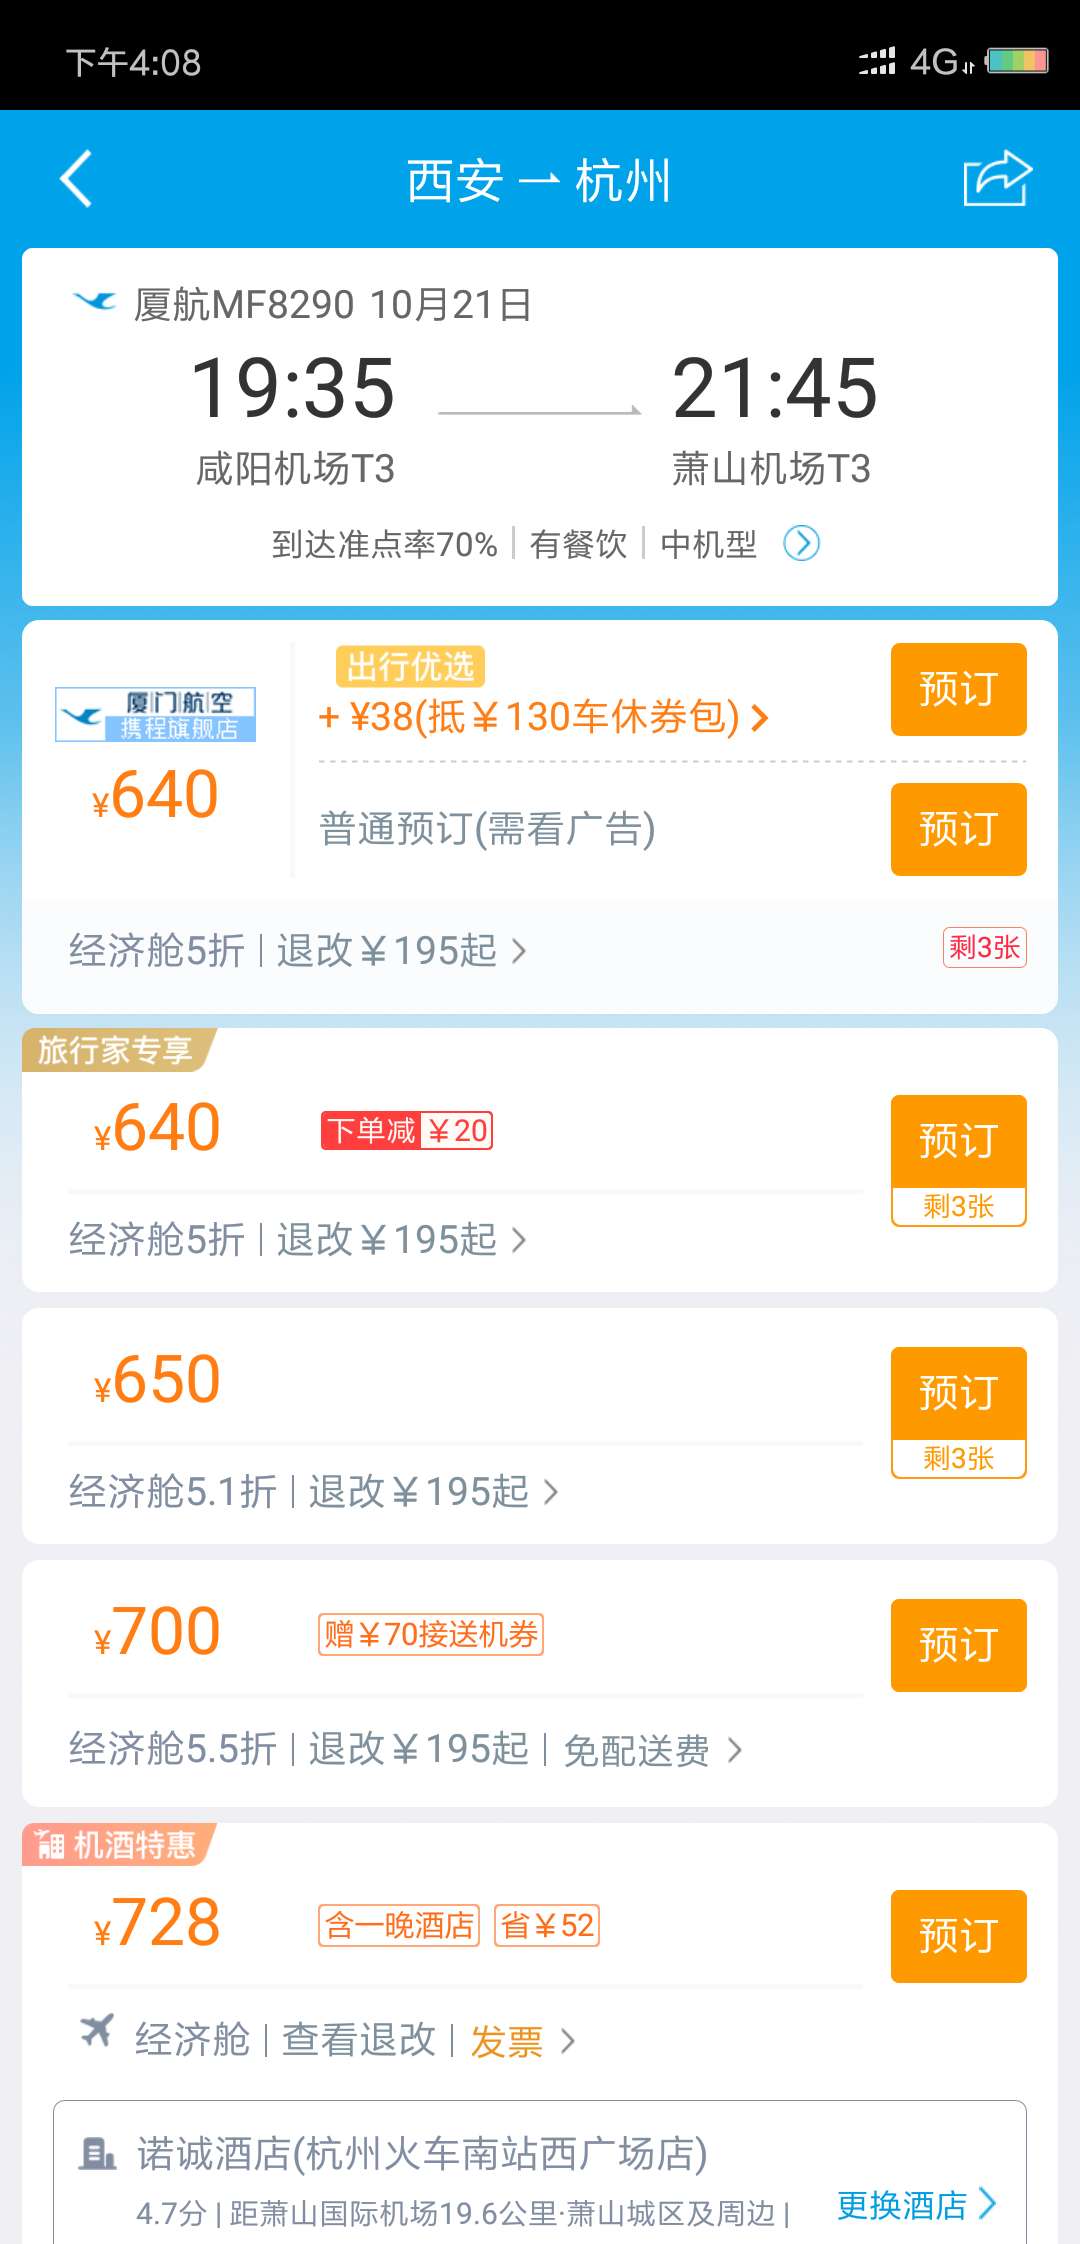 下午4:08
4G
西安 → 杭州
厦航MF8290 10月21日
19:35 21:45
咸阳机场T3 萧山机场T3
到达准点率70% | 有餐饮 | 中机型
出行优选
厦门航空
携程旗舰店
+ ¥38(抵¥130车休券包)
预订
¥640
普通预订(需看广告)
预订
经济舱5折 | 退改¥195起
剩3张
旅行家专享
¥640
下单减 ¥20
预订
剩3张
经济舱5折 | 退改¥195起
¥650
预订
剩3张
经济舱5.1折 | 退改¥195起
¥700
赠¥70接送机券
预订
经济舱5.5折 | 退改¥195起 | 免配送费
机酒特惠
¥728
含一晚酒店 省¥52
预订
经济舱 | 查看退改 | 发票
诺诚酒店(杭州火车南站西广场店)
4.7分 | 距萧山国际机场19.6公里·萧山城区及周边 |
更换酒店